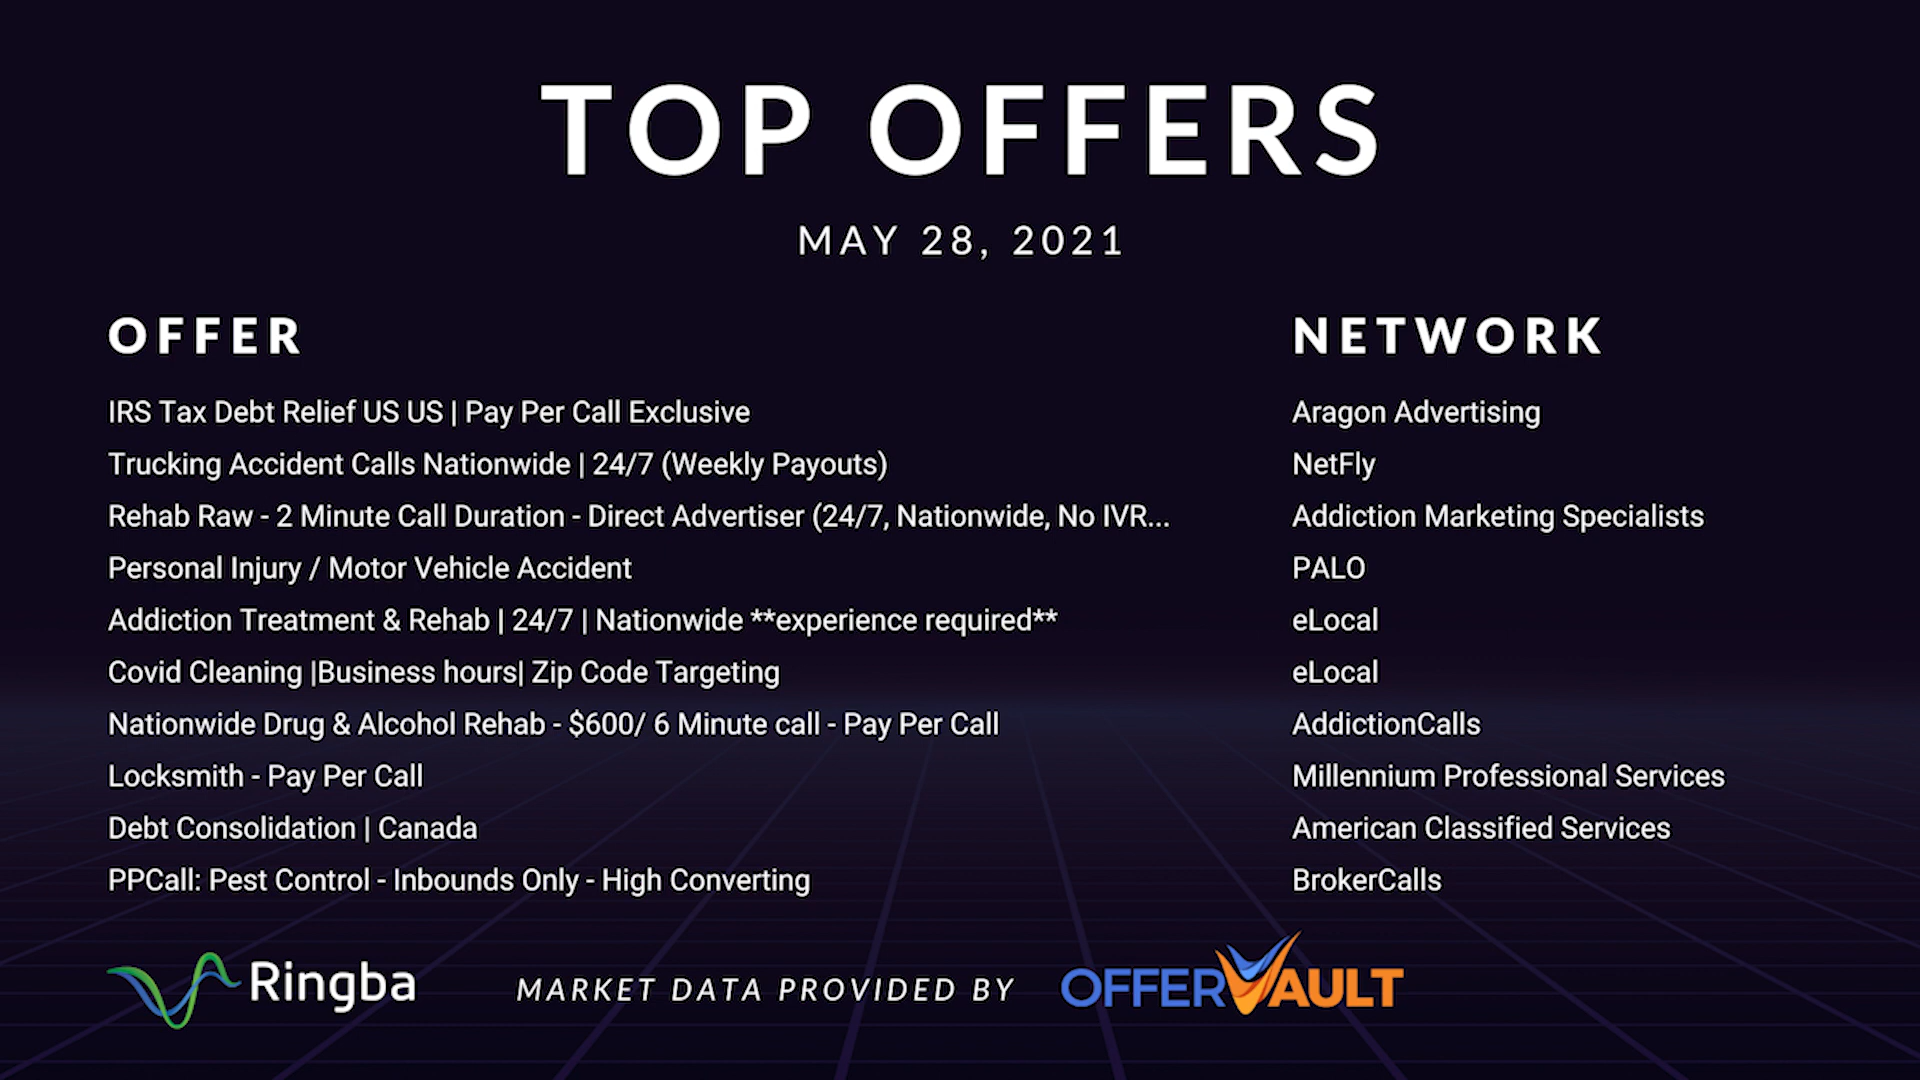 TOP OFFERS
MAY 28, 2021
OFFER NETWORK
IRS Tax Debt Relief US US | Pay Per Call Exclusive Aragon Advertising
Trucking Accident Calls Nationwide | 24/7 (Weekly Payouts) NetFly
Rehab Raw - 2 Minute Call Duration - Direct Advertiser (24/7, Nationwide, No IVR... Addiction Marketing Specialists
Personal Injury / Motor Vehicle Accident PALO
Addiction Treatment & Rehab | 24/7 | Nationwide **experience required** eLocal
Covid Cleaning |Business hours| Zip Code Targeting eLocal
Nationwide Drug & Alcohol Rehab - $600/ 6 Minute call - Pay Per Call AddictionCalls
Locksmith - Pay Per Call Millennium Professional Services
Debt Consolidation | Canada American Classified Services
PPCall: Pest Control - Inbounds Only - High Converting BrokerCalls
Ringba MARKET DATA PROVIDED BY OFFERVAULT